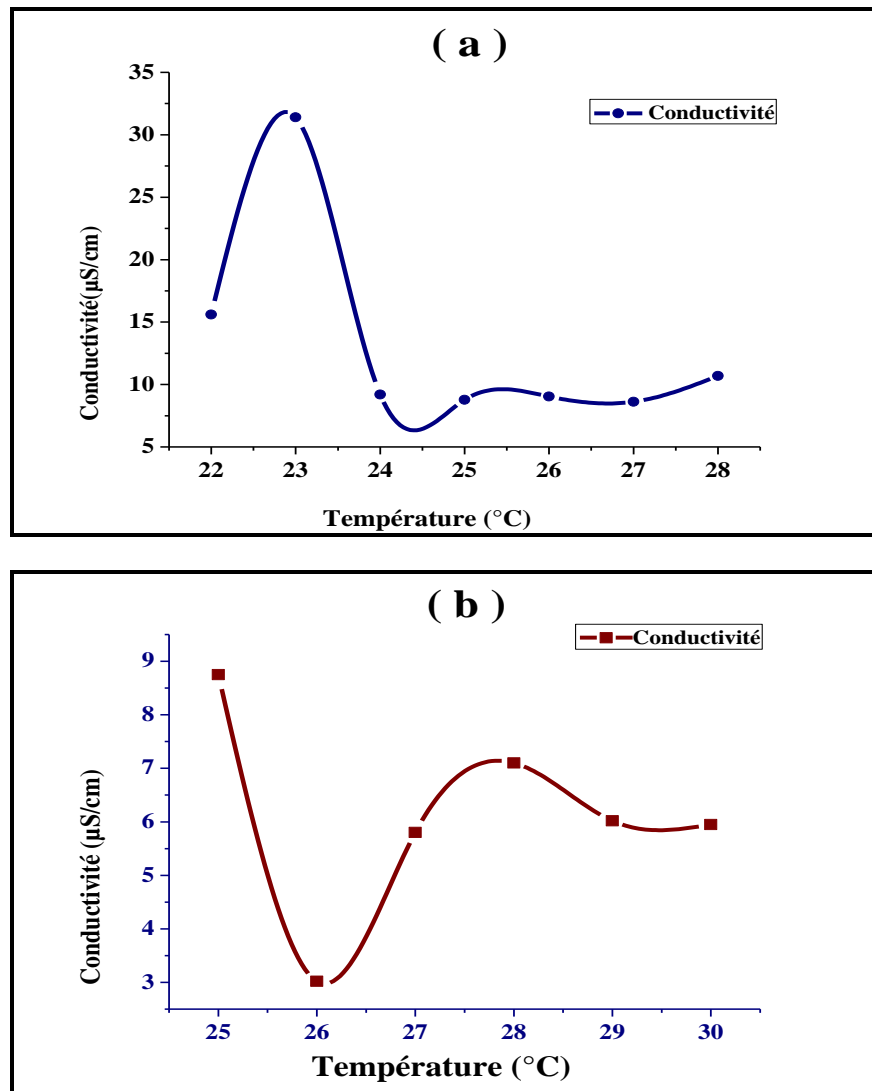 ( a )
35
30
25
20
15
10
5
Conductivité(µS/cm)
Conductivité
22 23 24 25 26 27 28
Température (°C)
( b )
9
8
7
6
5
4
3
Conductivité (µS/cm)
Conductivité
25 26 27 28 29 30
Température (°C)